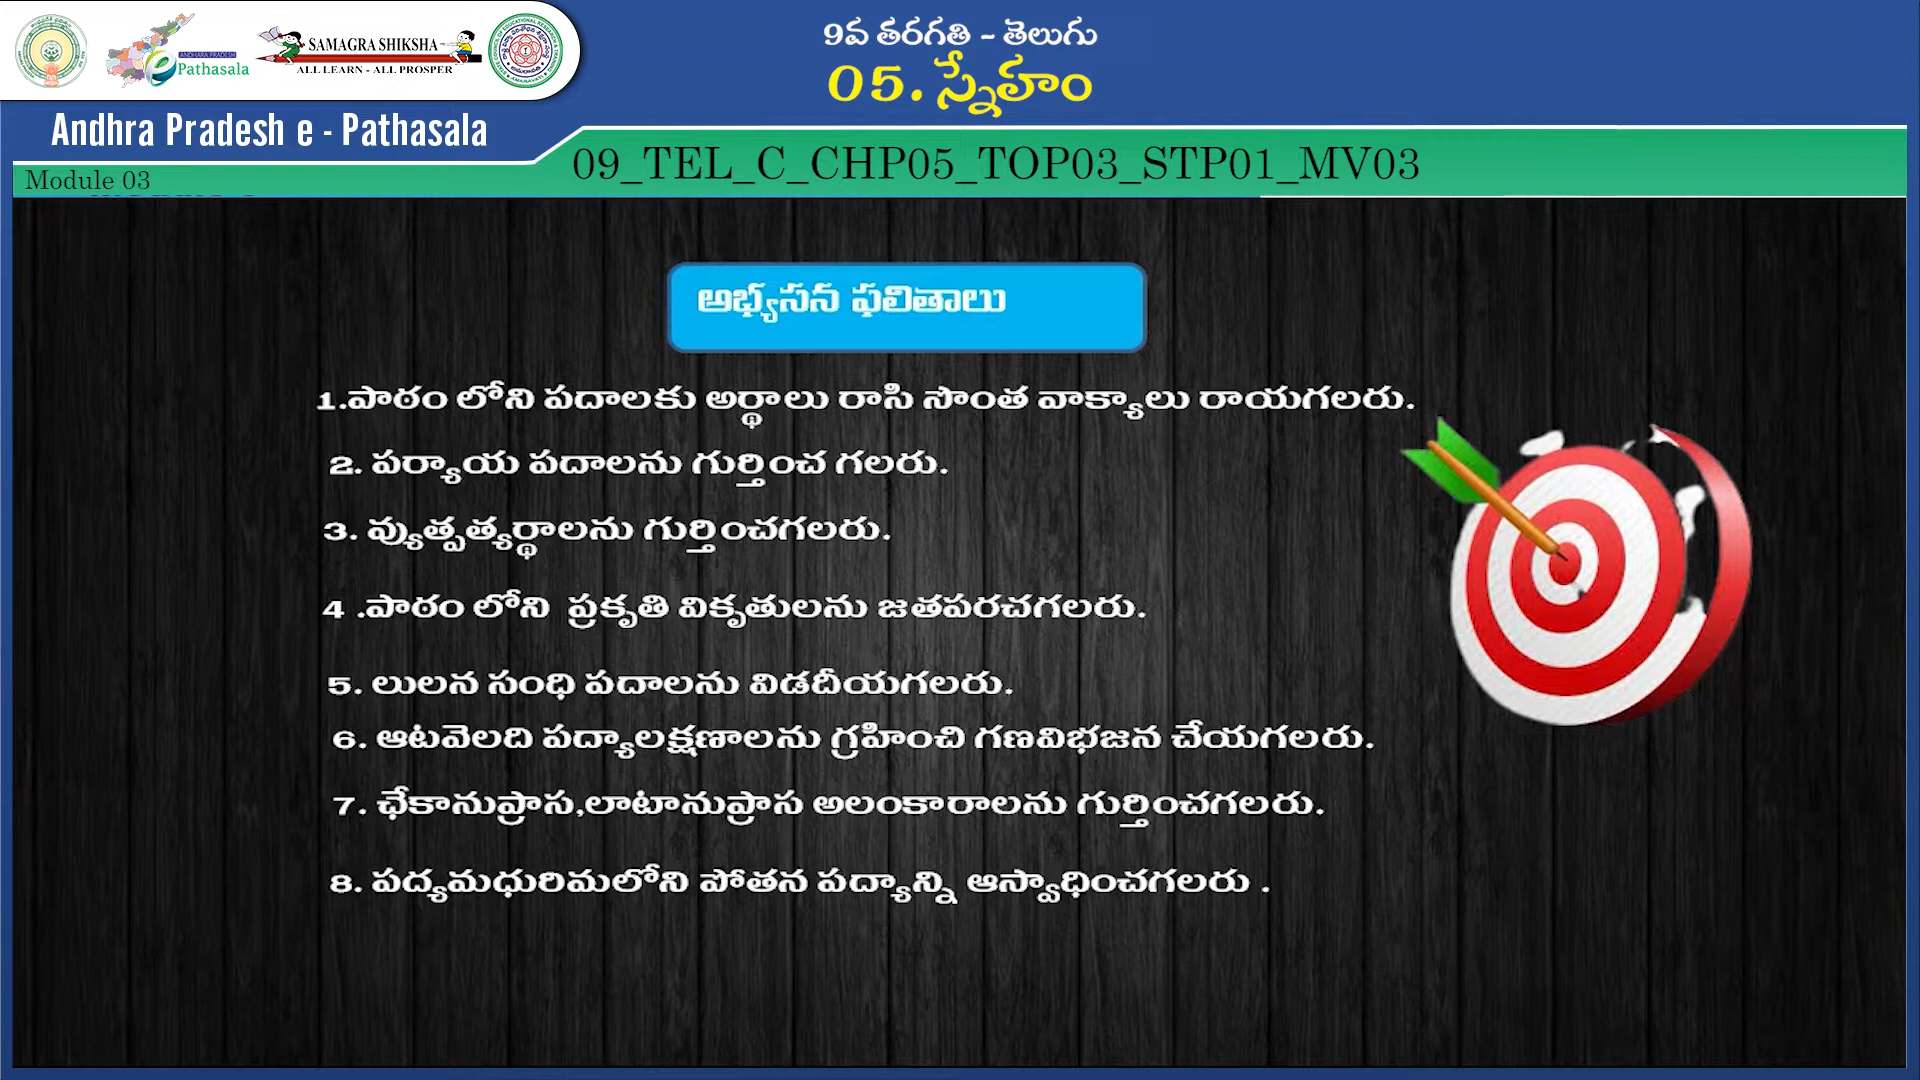 9వ తరగతి - తెలుగు
05. స్నేహం
ANDHRA PRADESH
e Pathasala
SAMAGRA SHIKSHA
ALL LEARN - ALL PROSPER
Andhra Pradesh e - Pathasala
09_TEL_C_CHP05_TOP03_STP01_MV03
Module 03
అభ్యసన ఫలితాలు
1.పాఠం లోని పదాలకు అర్థాలు రాసి సొంత వాక్యాలు రాయగలరు.
2. పర్యాయ పదాలను గుర్తించ గలరు.
3. వ్యుత్పత్యర్థాలను గుర్తించగలరు.
4 .పాఠం లోని ప్రకృతి వికృతులను జతపరచగలరు.
5. లులన సంధి పదాలను విడదీయగలరు.
6. ఆటవెలది పద్యాలక్షణాలను గ్రహించి గణవిభజన చేయగలరు.
7. ఛేకానుప్రాస,లాటానుప్రాస అలంకారాలను గుర్తించగలరు.
8. పద్యమధురిమలోని పోతన పద్యాన్ని ఆస్వాధించగలరు .